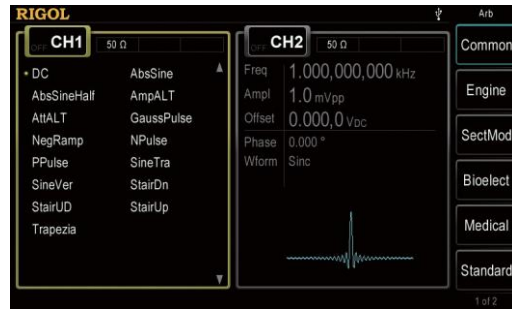 RIGOL
Arb
OFF CH1 50 Ω
OFF CH2 50 Ω
• DC AbsSine
AbsSineHalf AmpALT
AttALT GaussPulse
NegRamp NPulse
PPulse SineTra
SineVer StairDn
StairUD StairUp
Trapezia
Freq 1.000,000,000 kHz
Ampl 1.0 mVpp
Offset 0.000,0 VDC
Phase 0.000 °
Wform Sinc
Common
Engine
SectMod
Bioelect
Medical
Standard
1 of 2